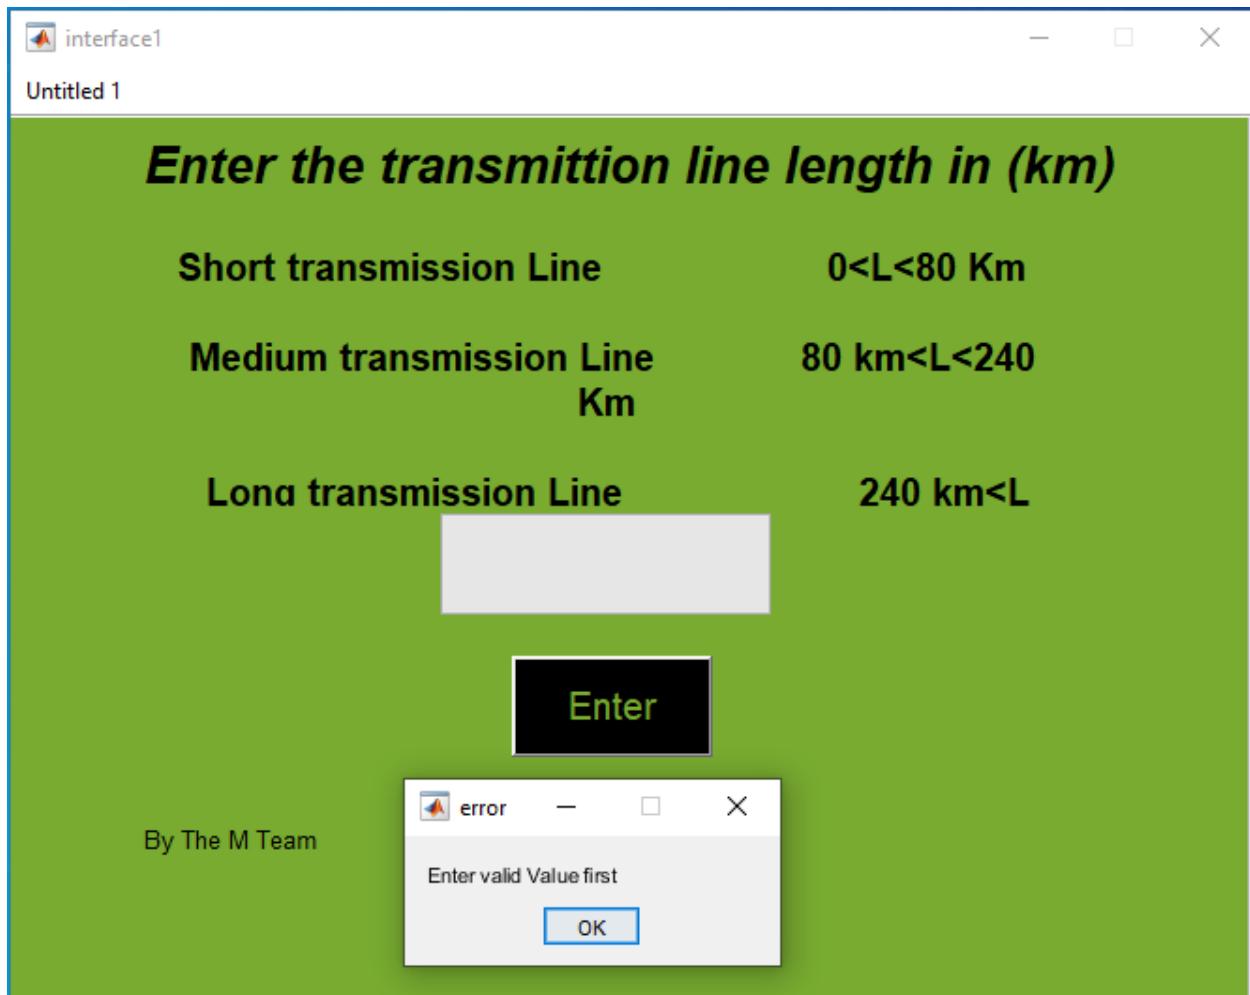 interface1
Untitled 1
Enter the transmittion line length in (km)
Short transmission Line 0<L<80 Km
Medium transmission Line 80 km<L<240
Km
Long transmission Line 240 km<L
Enter
error
By The M Team
Enter valid Value first
OK